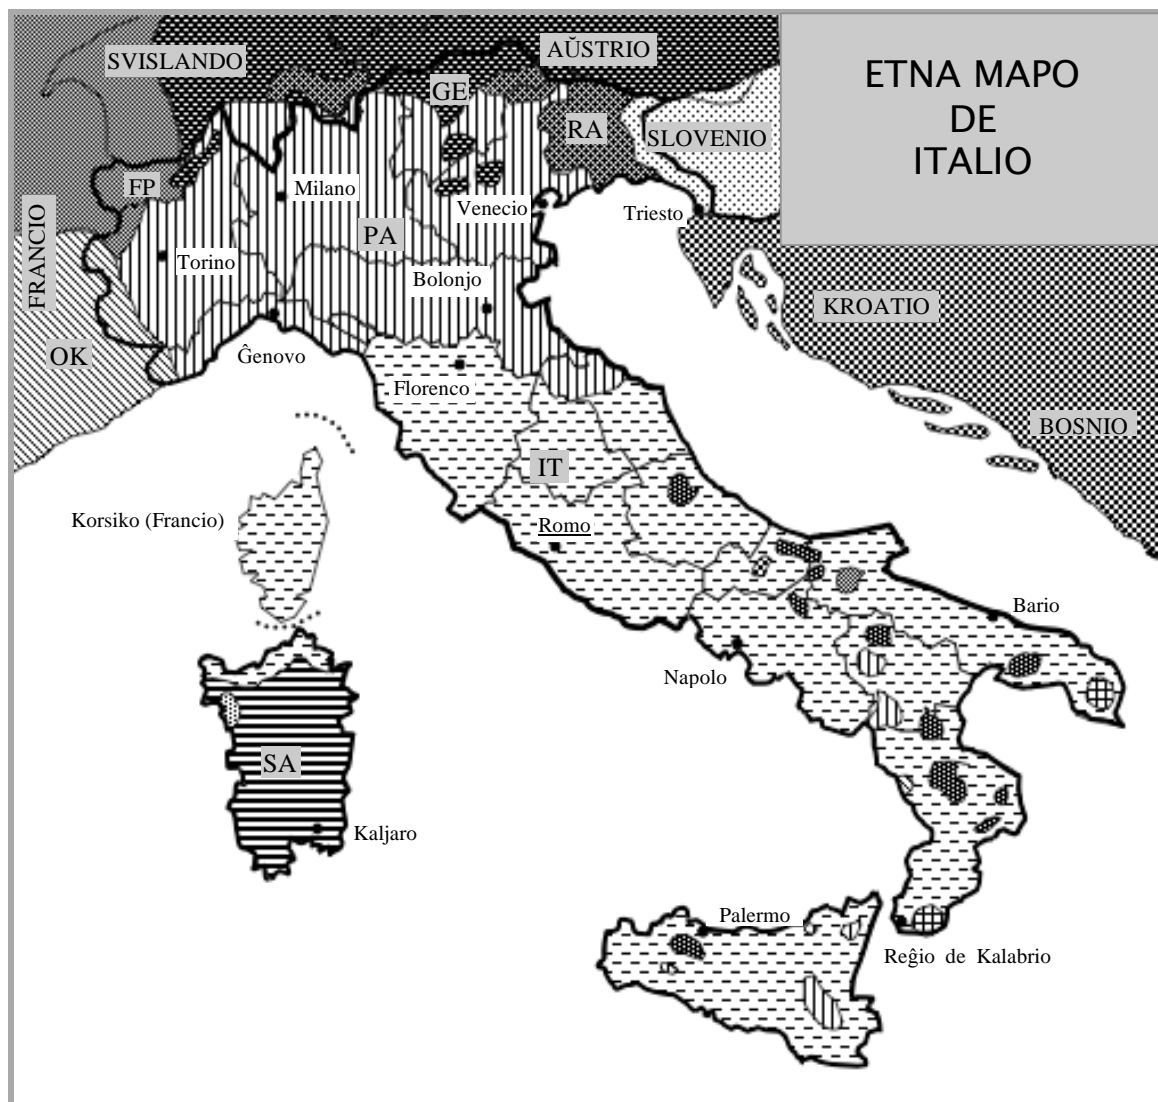 ETNA MAPO
DE
ITALIO
SVISLANDO
AŬSTRIO
GE
RA
SLOVENIO
FP
Milano
Venecio
Triesto
FRANCIO
PA
Torino
Bolonjo
KROATIO
OK
Ĝenovo
Florenco
BOSNIO
IT
Korsiko (Francio)
Romo
Bario
Napolo
SA
Kaljaro
Palermo
Reĝio de Kalabrio